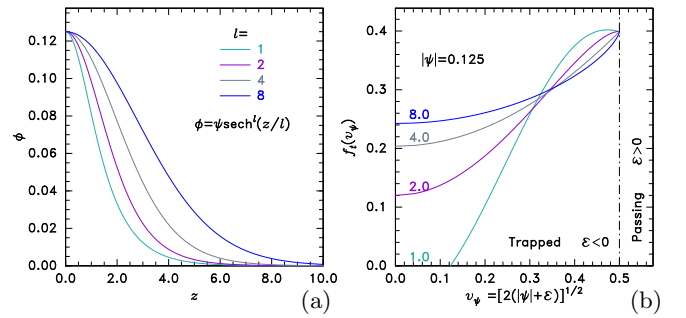 l=
1
2
4
8
ϕ=ψsech^l(z/l)
0.12
0.10
0.08
0.06
0.04
0.02
0.00
ϕ
0.0 2.0 4.0 6.0 8.0 10.0
z
(a)
|ψ|=0.125
8.0
4.0
2.0
1.0
Trapped ℰ<0
Passing ℰ>0
0.4
0.3
0.2
0.1
0.0
f_t(v_ψ)
0.0 0.1 0.2 0.3 0.4 0.5
v_ψ=[2(|ψ|+ℰ)]^1/2
(b)